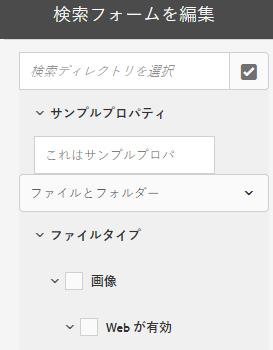 検索フォームを編集
検索ディレクトリを選択
サンプルプロパティ
これはサンプルプロパ
ファイルとフォルダー
ファイルタイプ
画像
Web が有効